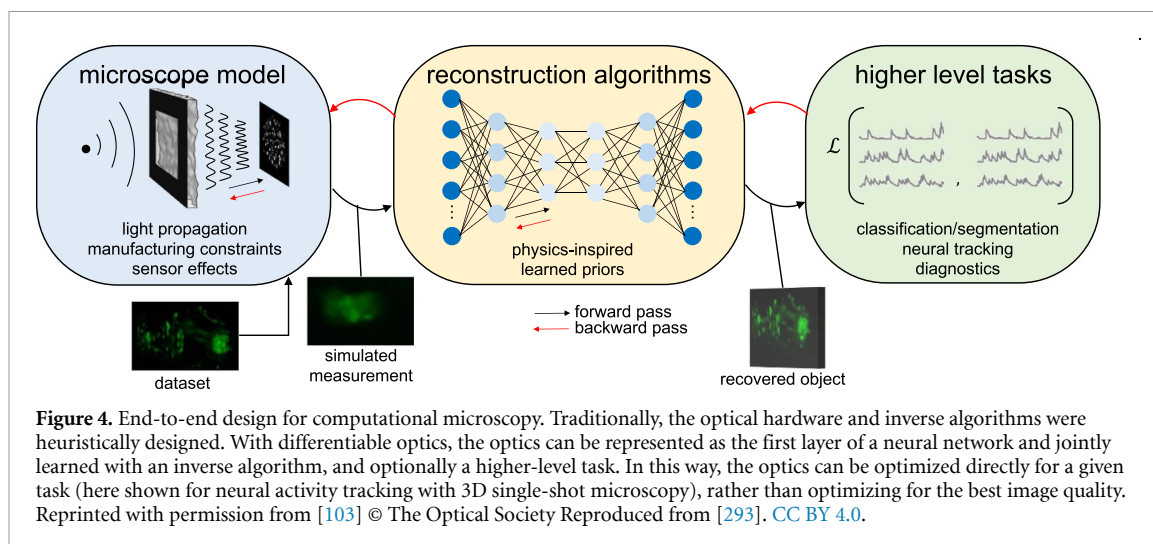 microscope model
light propagation
manufacturing constraints
sensor effects
dataset
simulated
measurement
reconstruction algorithms
physics-inspired
learned priors
forward pass
backward pass
higher level tasks
ℒ
,
classification/segmentation
neural tracking
diagnostics
recovered object
Figure 4. End-to-end design for computational microscopy. Traditionally, the optical hardware and inverse algorithms were
heuristically designed. With differentiable optics, the optics can be represented as the first layer of a neural network and jointly
learned with an inverse algorithm, and optionally a higher-level task. In this way, the optics can be optimized directly for a given
task (here shown for neural activity tracking with 3D single-shot microscopy), rather than optimizing for the best image quality.
Reprinted with permission from [103] © The Optical Society Reproduced from [293]. CC BY 4.0.